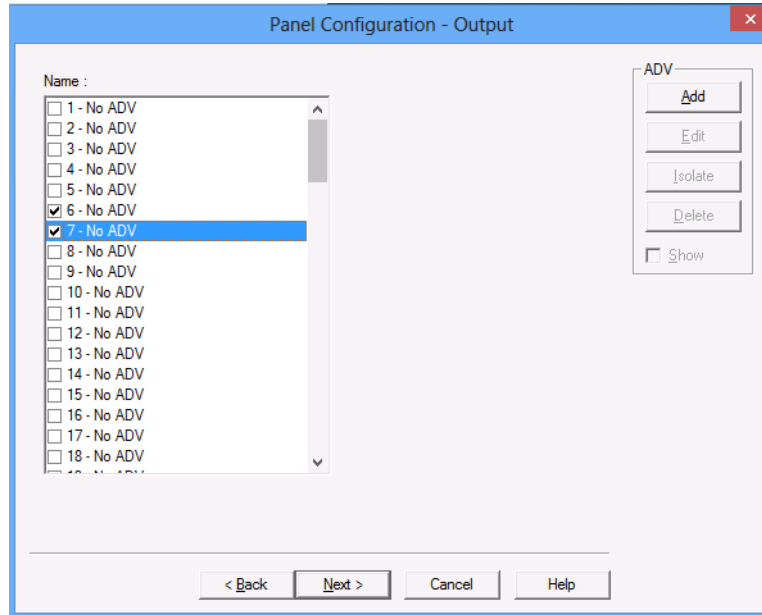 Panel Configuration - Output
Name :
1 - No ADV
2 - No ADV
3 - No ADV
4 - No ADV
5 - No ADV
6 - No ADV
7 - No ADV
8 - No ADV
9 - No ADV
10 - No ADV
11 - No ADV
12 - No ADV
13 - No ADV
14 - No ADV
15 - No ADV
16 - No ADV
17 - No ADV
18 - No ADV
ADV
Add
Edit
Isolate
Delete
Show
< Back
Next >
Cancel
Help